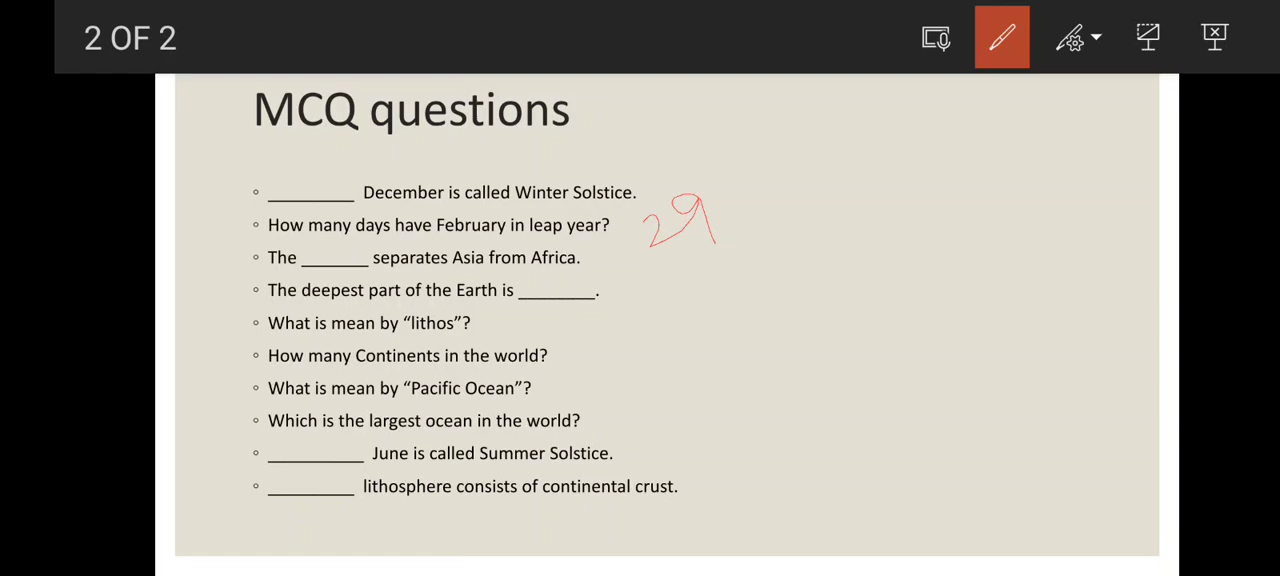 2 OF 2
MCQ questions
_________ December is called Winter Solstice.
How many days have February in leap year? 29
The _______ separates Asia from Africa.
The deepest part of the Earth is ________.
What is mean by “lithos”?
How many Continents in the world?
What is mean by “Pacific Ocean”?
Which is the largest ocean in the world?
__________ June is called Summer Solstice.
_________ lithosphere consists of continental crust.